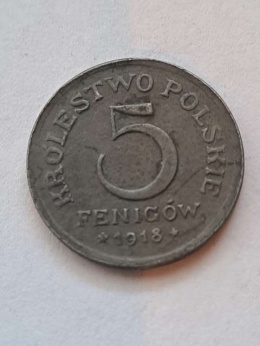 KRÓLESTWO POLSKIE
5
FENIGÓW
*1918*